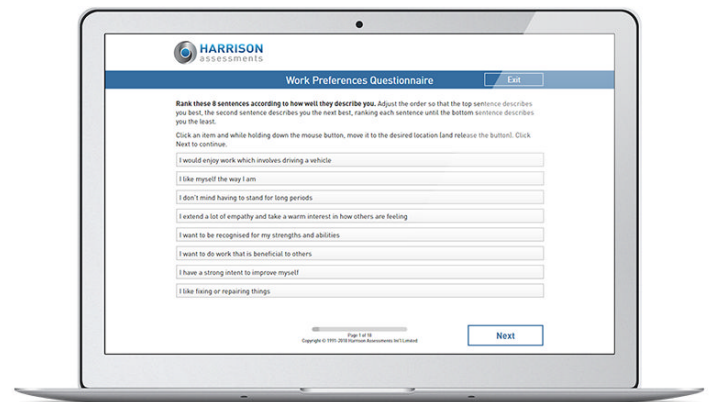 HARRISON
assessments
Work Preferences Questionnaire
Exit
Rank these 8 sentences according to how well they describe you. Adjust the order so that the top sentence describes
you best, the second sentence describes you the next best, ranking each sentence until the bottom sentence describes
you the least.
Click an item and while holding down the mouse button, move it to the desired location (and release the button). Click
Next to continue.
I would enjoy work which involves driving a vehicle
I like myself the way I am
I don't mind having to stand for long periods
I extend a lot of empathy and take a warm interest in how others are feeling
I want to be recognised for my strengths and abilities
I want to do work that is beneficial to others
I have a strong intent to improve myself
I like fixing or repairing things
Page 1 of 18
Copyright © 1991-2018 Harrison Assessments Int'l Limited
Next